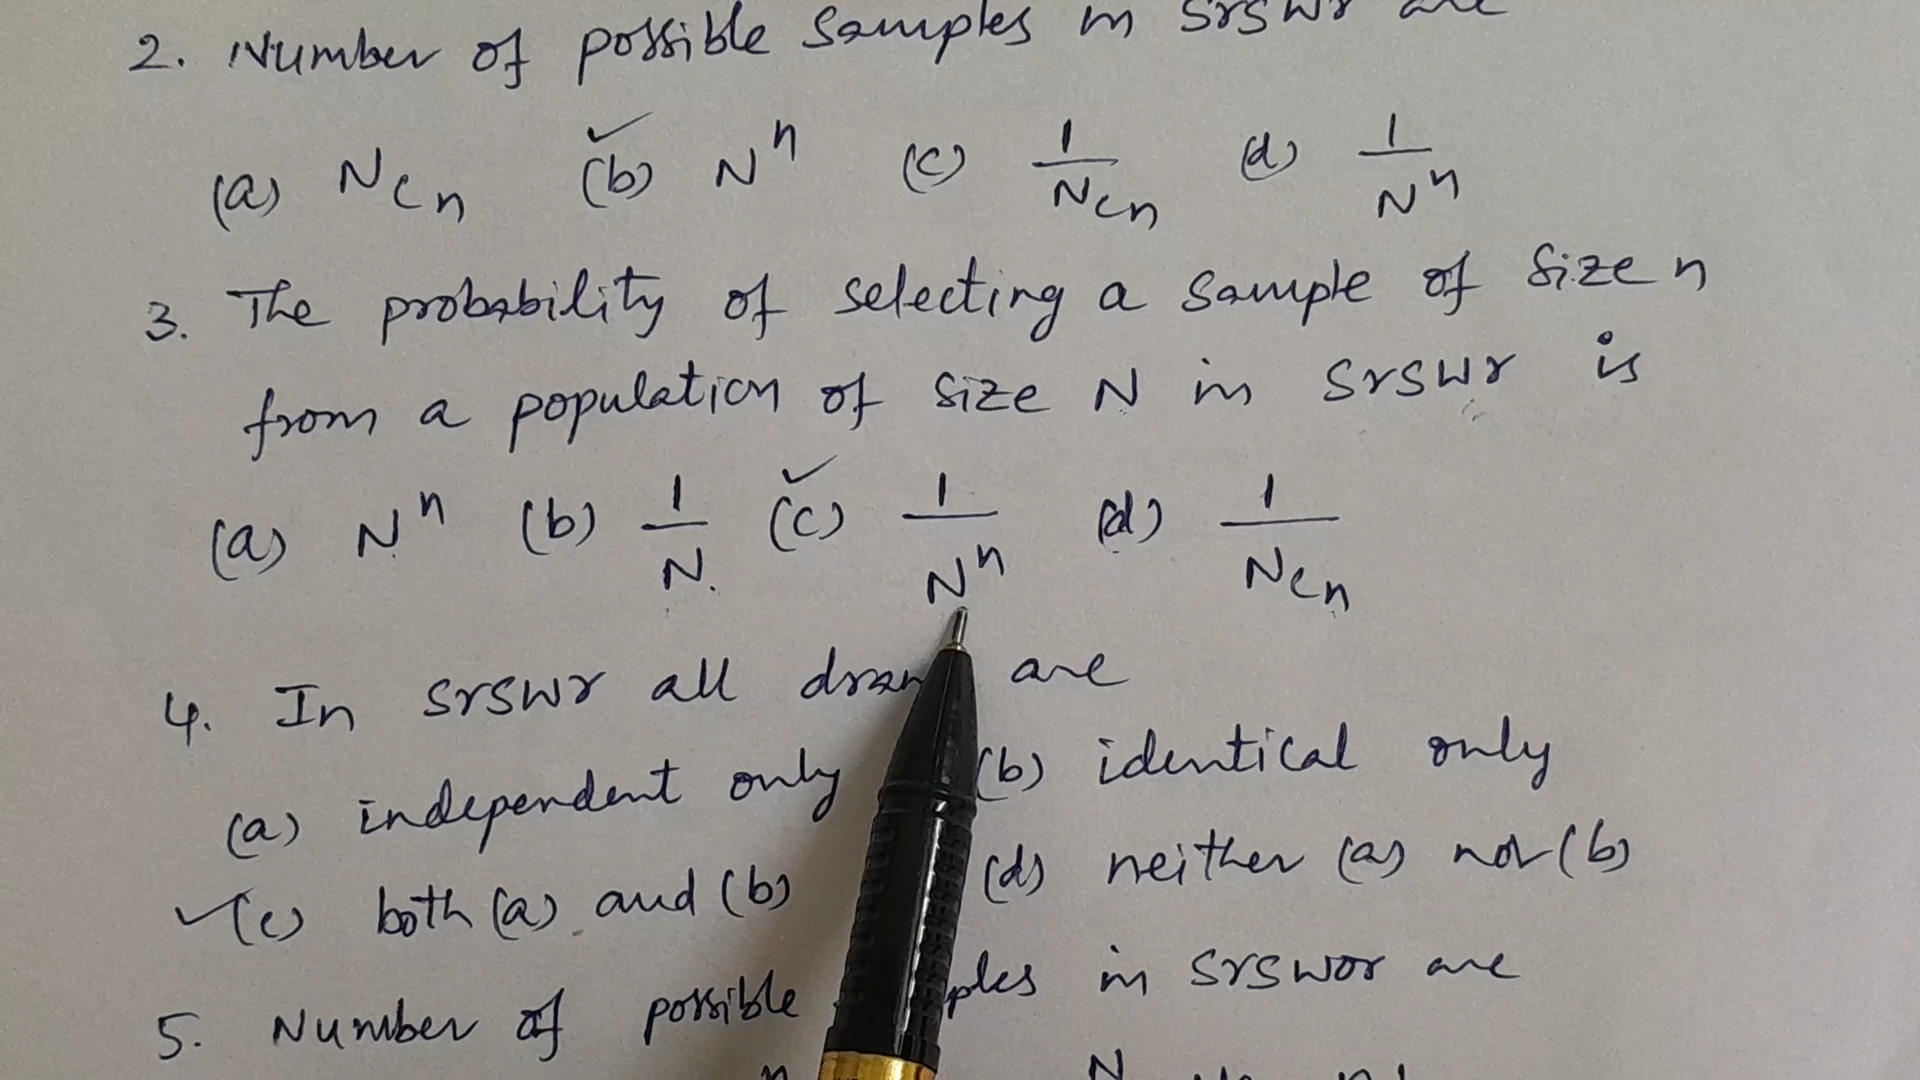 2. Number of possible samples in srswr are
(a) Ncn (b) Nⁿ (c) 1/Ncn (d) 1/Nⁿ
3. The probability of selecting a sample of size n
from a population of size N in srswr is
(a) Nⁿ (b) 1/N (c) 1/Nⁿ (d) 1/Ncn
4. In srswr all are
(a) independent only (b) identical only
(c) both (a) and (b) (d) neither (a) nor (b)
5. Number of possible in srswor are